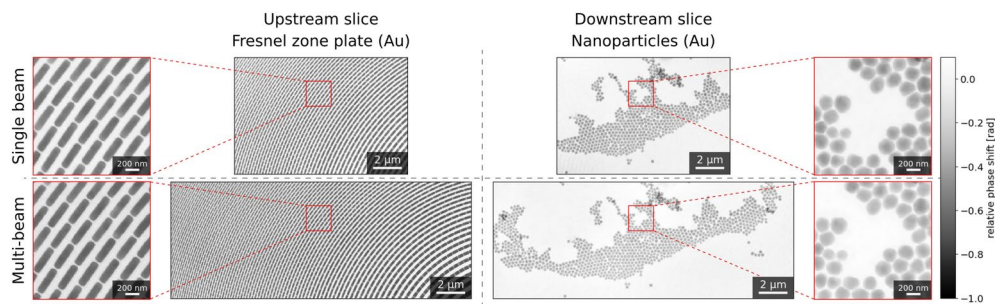 Upstream slice
Fresnel zone plate (Au)
Downstream slice
Nanoparticles (Au)
Single beam
200 nm
2 μm
2 μm
200 nm
Multi-beam
200 nm
2 μm
2 μm
200 nm
0.0
−0.2
−0.4
−0.6
−0.8
−1.0
relative phase shift [rad]